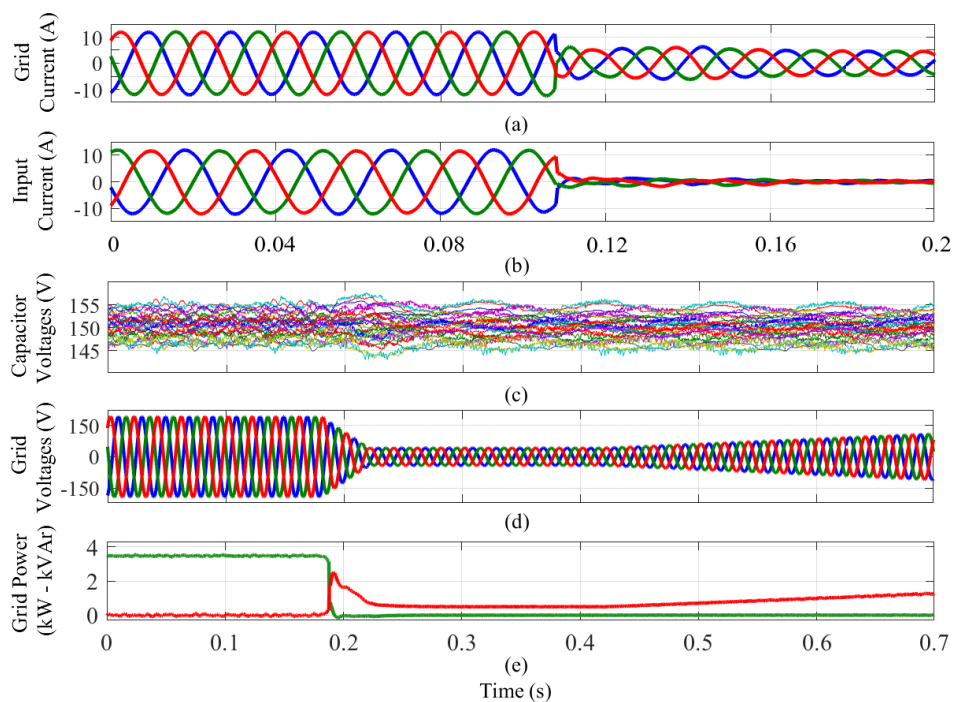 Grid
Current (A)
10
0
-10
(a)
Input
Current (A)
10
0
-10
0
0.04
0.08
0.12
0.16
0.2
(b)
Capacitor
Voltages (V)
155
150
145
(c)
Grid
Voltages (V)
150
0
-150
(d)
Grid Power
(kW - kVAr)
4
2
0
0
0.1
0.2
0.3
0.4
0.5
0.6
0.7
(e)
Time (s)